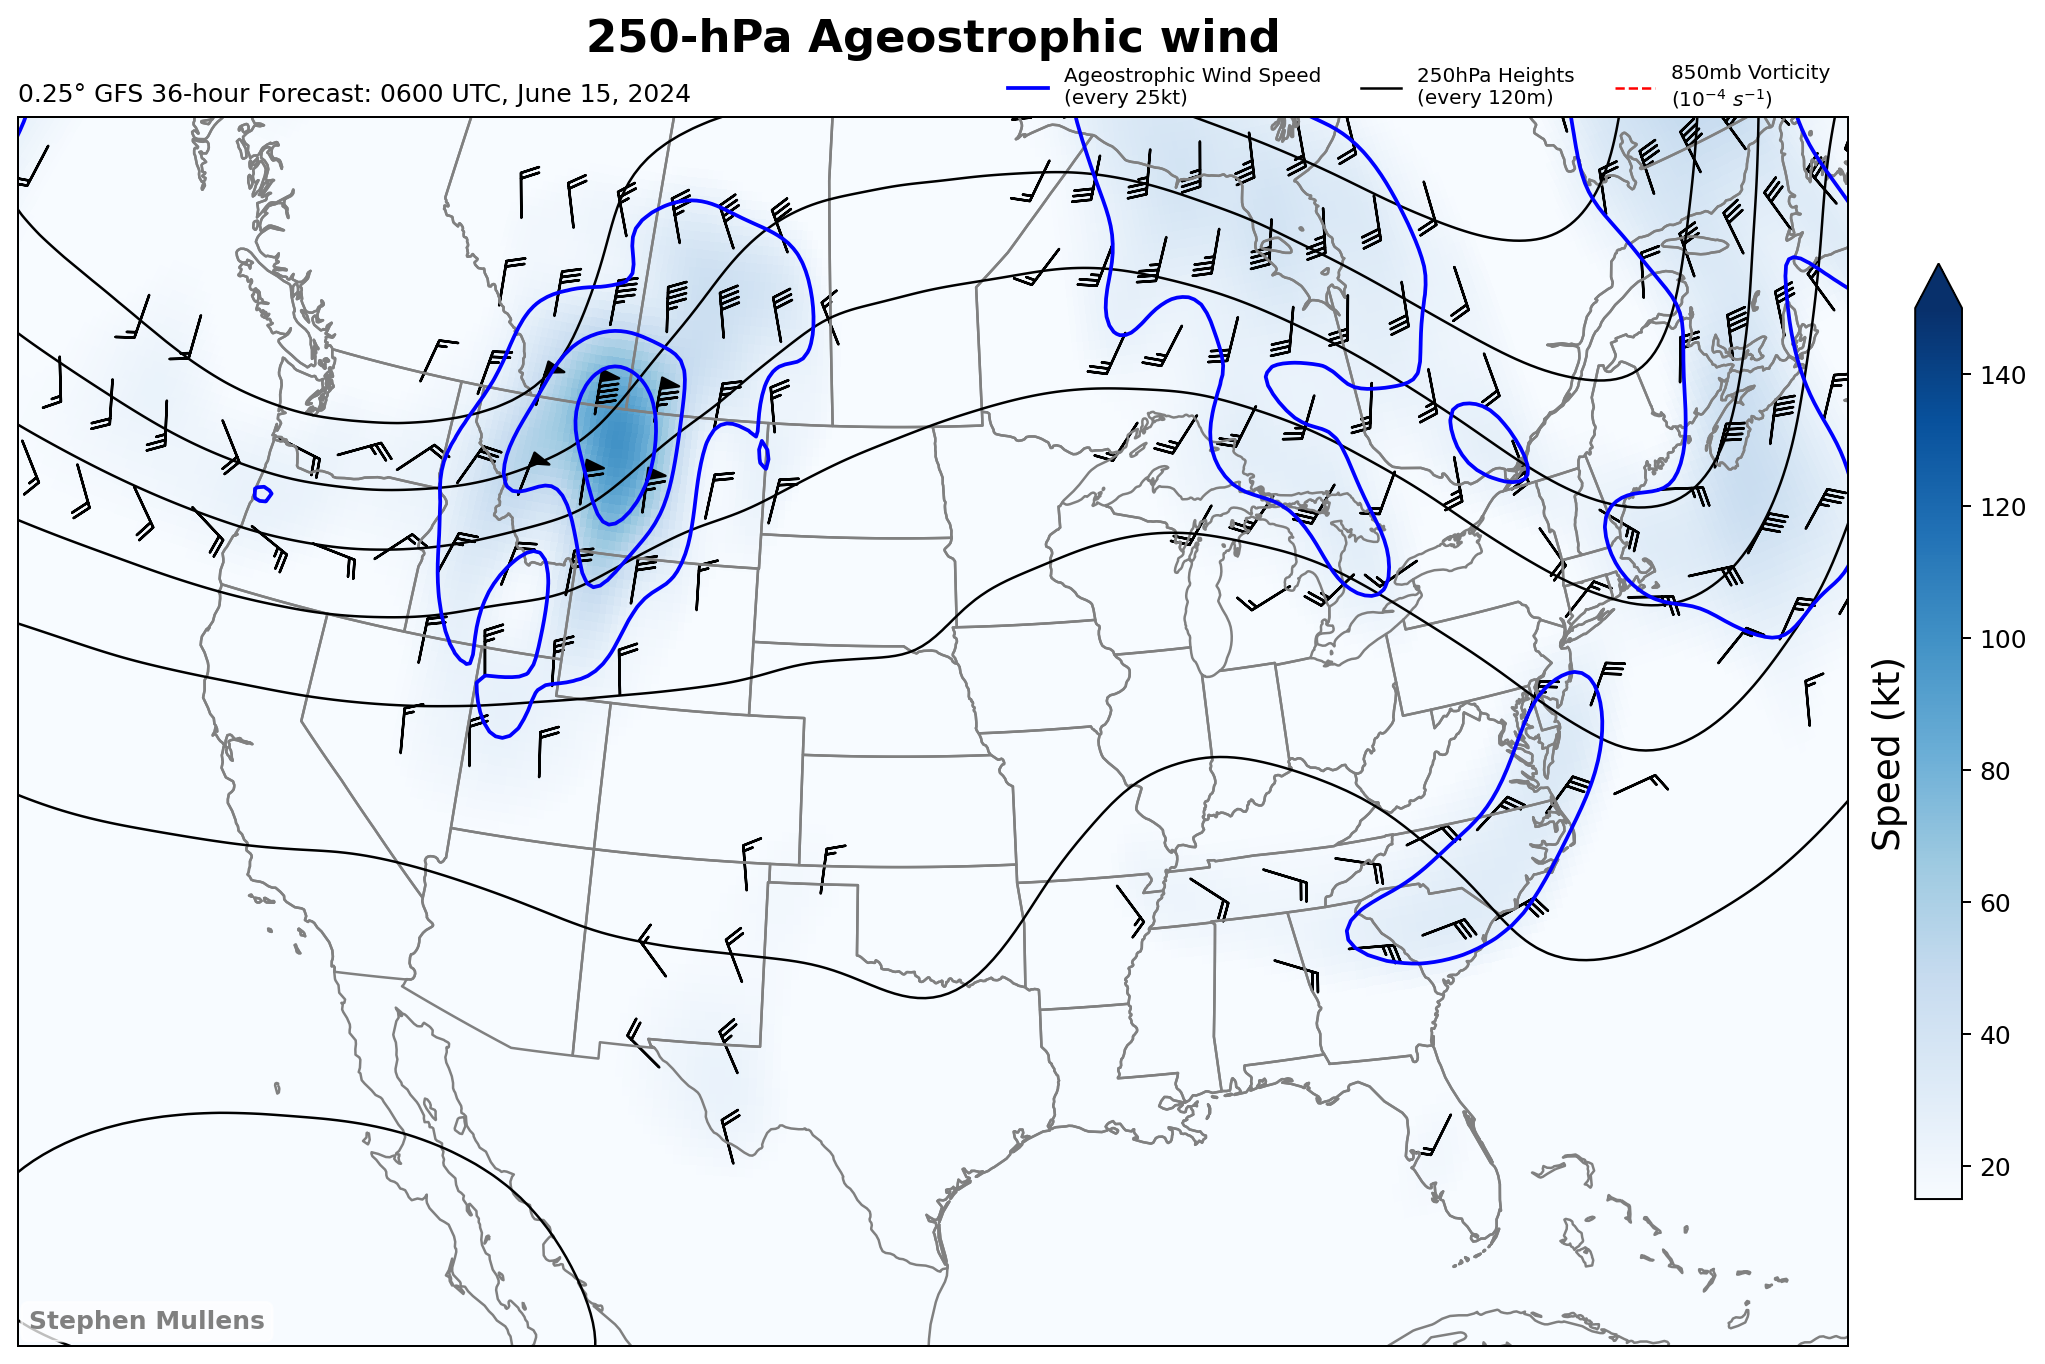 250-hPa Ageostrophic wind
0.25° GFS 36-hour Forecast: 0600 UTC, June 15, 2024
Ageostrophic Wind Speed
(every 25kt)
250hPa Heights
(every 120m)
850mb Vorticity
(10⁻⁴ s⁻¹)
140
120
100
80
60
40
20
Speed (kt)
Stephen Mullens